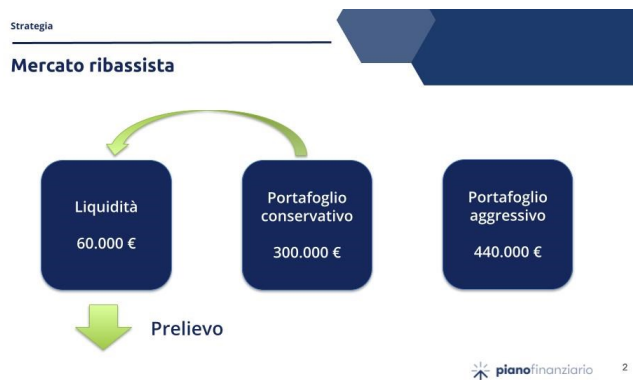 Strategia
Mercato ribassista
Liquidità
60.000 €
Portafoglio
conservativo
300.000 €
Portafoglio
aggressivo
440.000 €
Prelievo
pianofinanziario
2